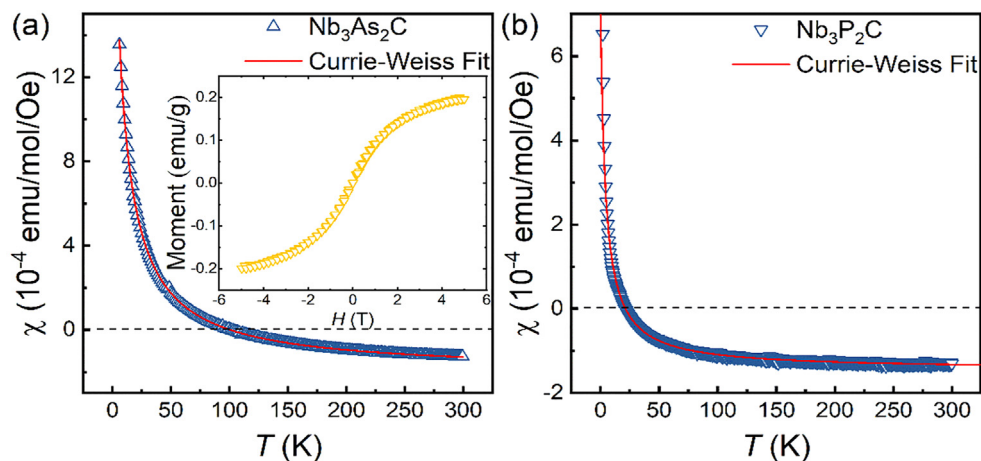 (a)
Nb₃As₂C
Currie-Weiss Fit
χ (10⁻⁴ emu/mol/Oe)
12
8
4
0
0 50 100 150 200 250 300
T (K)
Moment (emu/g)
0.2
0.1
0.0
-0.1
-0.2
-6 -4 -2 0 2 4 6
H (T)
(b)
Nb₃P₂C
Currie-Weiss Fit
χ (10⁻⁴ emu/mol/Oe)
6
4
2
0
-2
0 50 100 150 200 250 300
T (K)